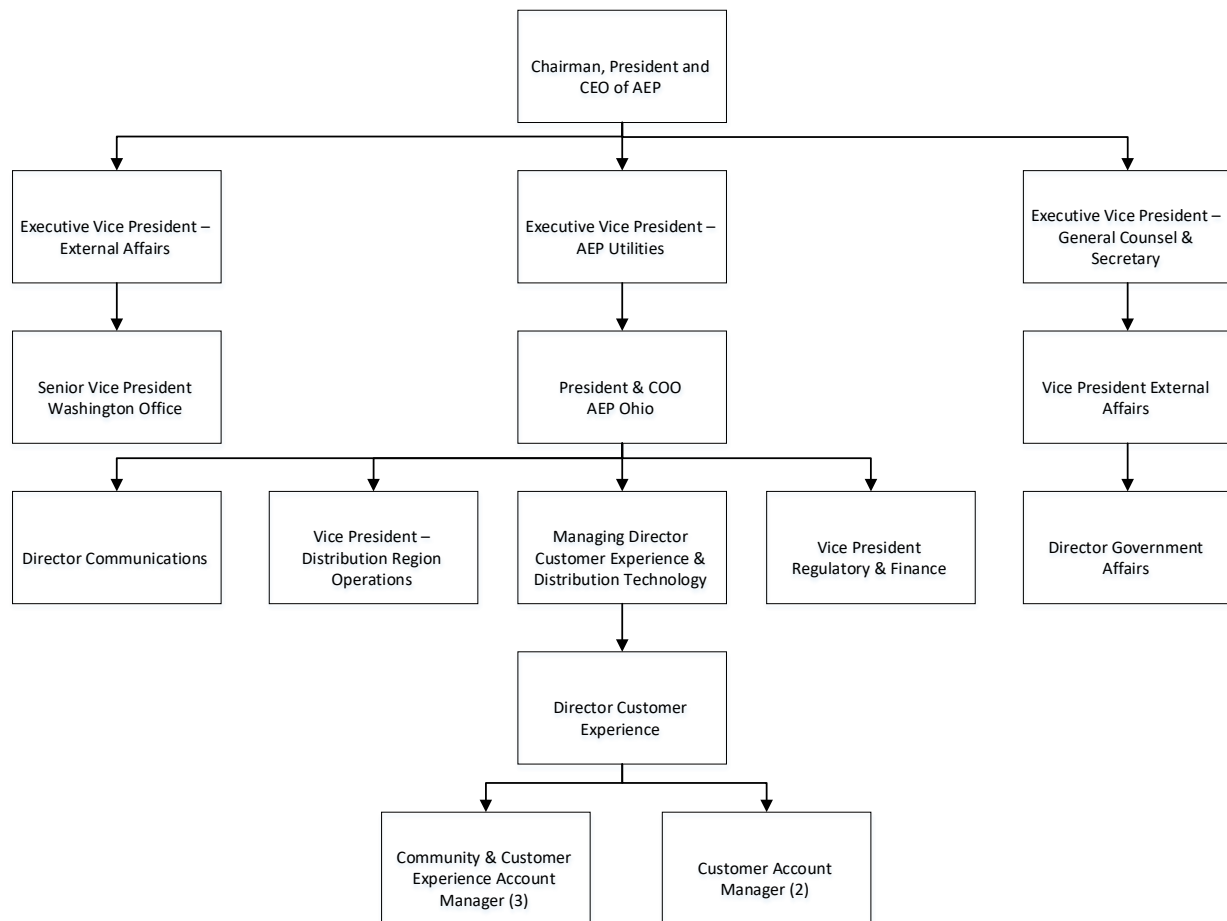 Chairman, President and
CEO of AEP
Executive Vice President –
External Affairs
Executive Vice President –
AEP Utilities
Executive Vice President –
General Counsel &
Secretary
Senior Vice President
Washington Office
President & COO
AEP Ohio
Vice President External
Affairs
Director Communications
Vice President –
Distribution Region
Operations
Managing Director
Customer Experience &
Distribution Technology
Vice President
Regulatory & Finance
Director Government
Affairs
Director Customer
Experience
Community & Customer
Experience Account
Manager (3)
Customer Account
Manager (2)